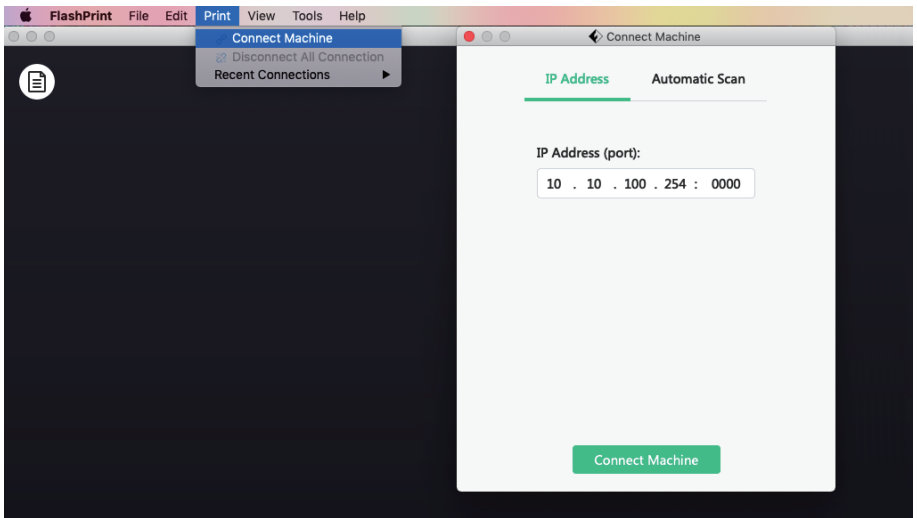 FlashPrint File Edit Print View Tools Help
Connect Machine
Disconnect All Connection
Recent Connections
Connect Machine
IP Address Automatic Scan
IP Address (port):
10 . 10 . 100 . 254 : 0000
Connect Machine